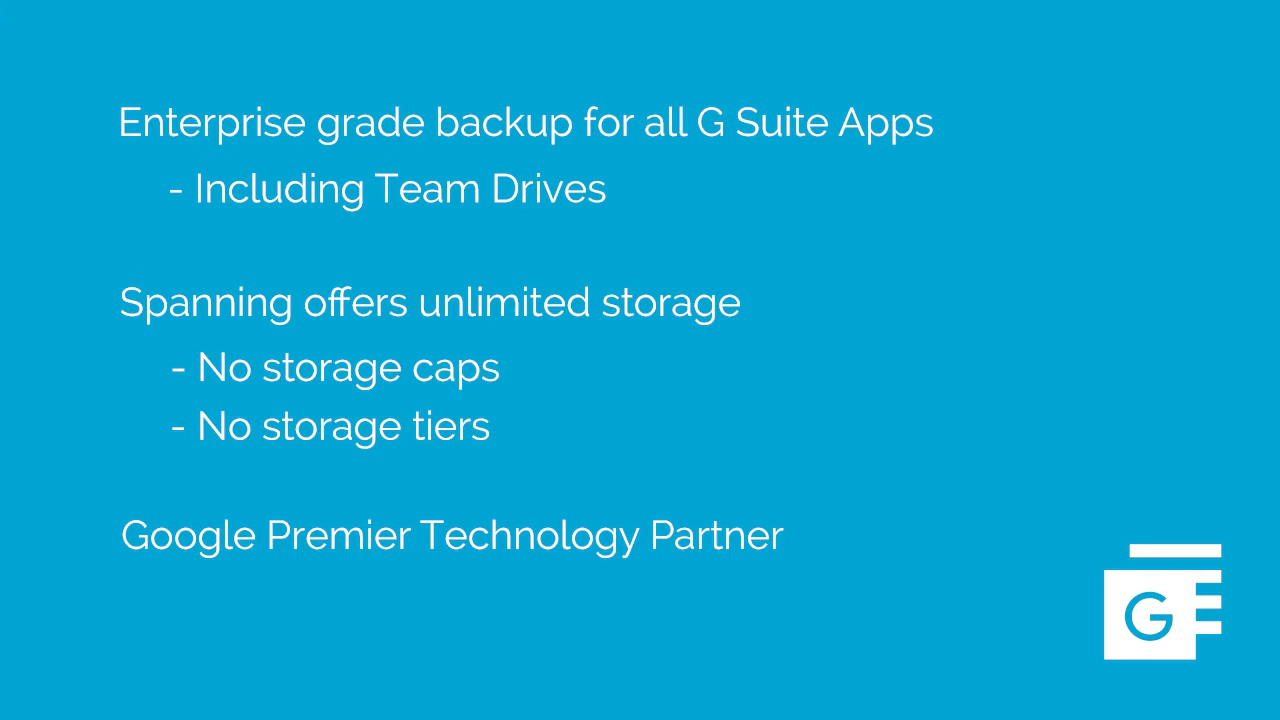 Enterprise grade backup for all G Suite Apps
- Including Team Drives
Spanning offers unlimited storage
- No storage caps
- No storage tiers
Google Premier Technology Partner
G